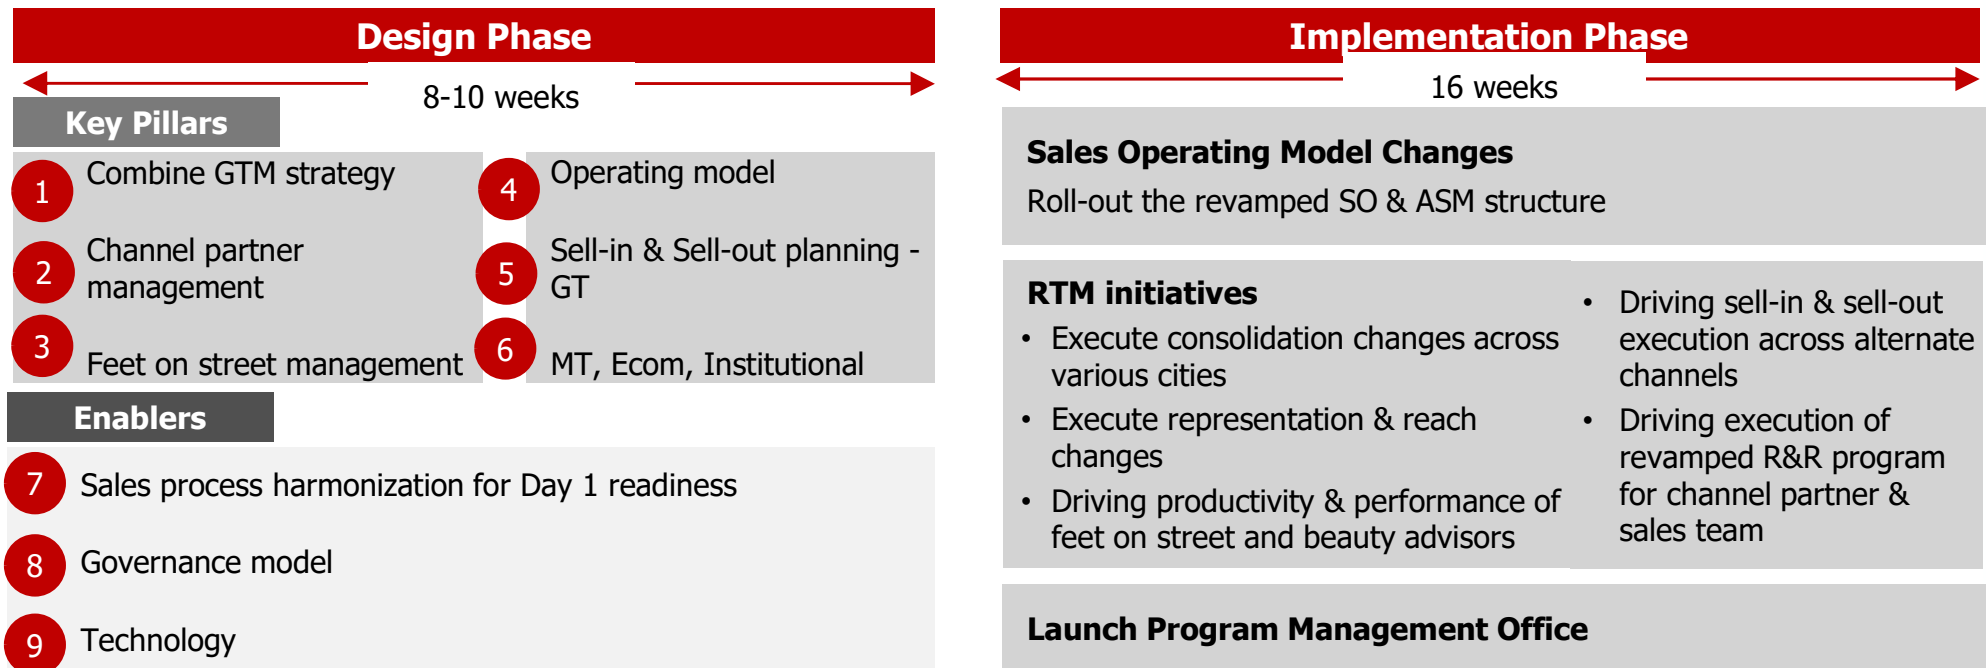 Design Phase
8-10 weeks
Key Pillars
1
Combine GTM strategy
2
Channel partner
management
3
Feet on street management
4
Operating model
5
Sell-in & Sell-out planning -
GT
6
MT, Ecom, Institutional
Enablers
7
Sales process harmonization for Day 1 readiness
8
Governance model
9
Technology
Implementation Phase
16 weeks
Sales Operating Model Changes
Roll-out the revamped SO & ASM structure
RTM initiatives
• Execute consolidation changes across
various cities
• Execute representation & reach
changes
• Driving productivity & performance of
feet on street and beauty advisors
• Driving sell-in & sell-out
execution across alternate
channels
• Driving execution of
revamped R&R program
for channel partner &
sales team
Launch Program Management Office